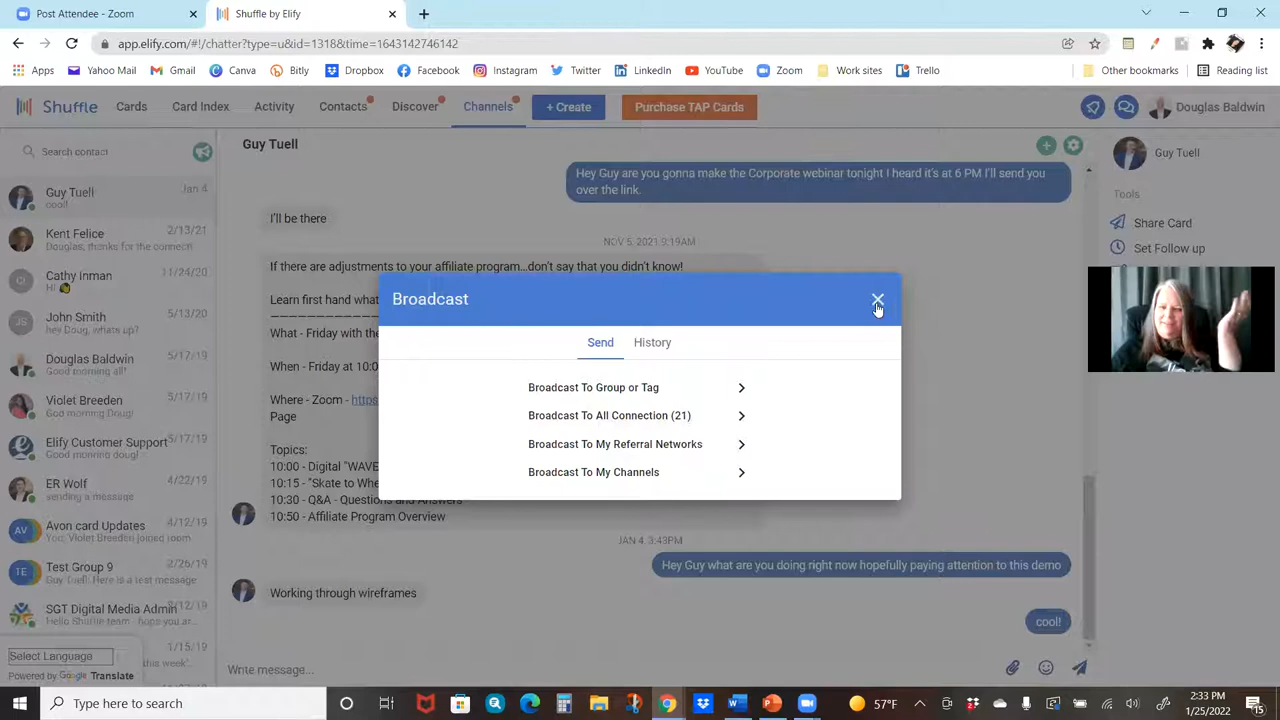 Post Attendee - Zoom
Shuffle by Elify
app.elify.com/#!/chatter?type=u&id=1318&time=1643142746142
Apps
Yahoo Mail
Gmail
Canva
Bitly
Dropbox
Facebook
Instagram
Twitter
LinkedIn
YouTube
Zoom
Work sites
Trello
Other bookmarks
Reading list
Shuffle
Cards
Card Index
Activity
Contacts
Discover
Channels
+ Create
Purchase TAP Cards
Douglas Baldwin
Search contact
Guy Tuell
Jan 4
cool!
Kent Felice
2/13/21
Douglas, thanks for the connecti
Cathy inman
11/24/20
Hi
JS
John Smith
5/13/20
hey Doug, whats up?
Douglas Baldwin
5/17/19
Good morning all!
Violet Breeden
5/17/19
Good morning Doug!
Elify Customer Support
5/17/19
Good morning doug!
ER Wolf
4/22/19
sending a message
AV
Avon card Updates
4/12/19
You: Violet Breeden joined room
TE
Test Group 9
2/26/19
Guy Tuell: Here is a test message
SGT Digital Media Admin
2/12/19
Hello Shuffle team - hope you ar...
1/15/19
this week'..
Select Language
Powered by Google Translate
Guy Tuell
Hey Guy are you gonna make the Corporate webinar tonight I heard it's at 6 PM I'll send you
over the link.
I'll be there
NOV 5, 2021 9:19AM
If there are adjustments to your affiliate program...don't say that you didn't know!
Learn first hand what
What - Friday with the
When - Friday at 10:0
Where - Zoom - https
Page
Topics:
10:00 - Digital "WAVE
10:15 - "Skate to Whe
10:30 - Q&A - Questions and Answers
10:50 - Affiliate Program Overview
JAN 4, 3:43PM
Hey Guy what are you doing right now hopefully paying attention to this demo
Working through wireframes
cool!
Write message...
Broadcast
Send
History
Broadcast To Group or Tag
Broadcast To All Connection (21)
Broadcast To My Referral Networks
Broadcast To My Channels
Guy Tuell
Tools
Share Card
Set Follow up
Type here to search
57°F
2:33 PM
1/25/2022
15